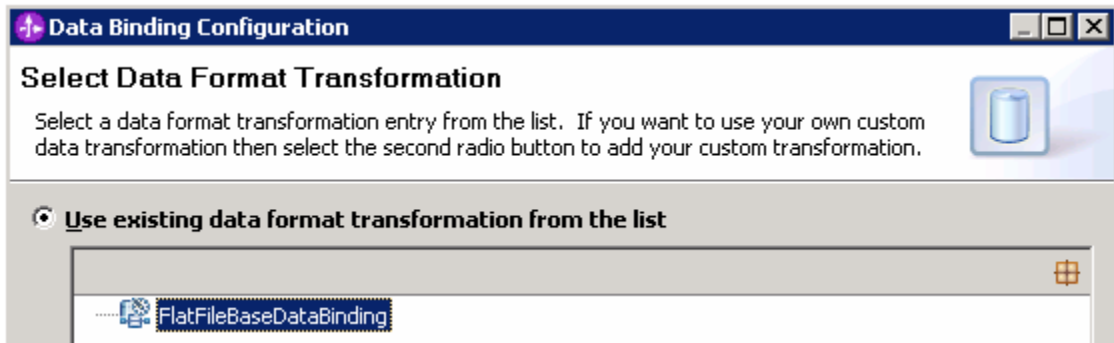 Data Binding Configuration
Select Data Format Transformation
Select a data format transformation entry from the list. If you want to use your own custom
data transformation then select the second radio button to add your custom transformation.
Use existing data format transformation from the list
FlatFileBaseDataBinding